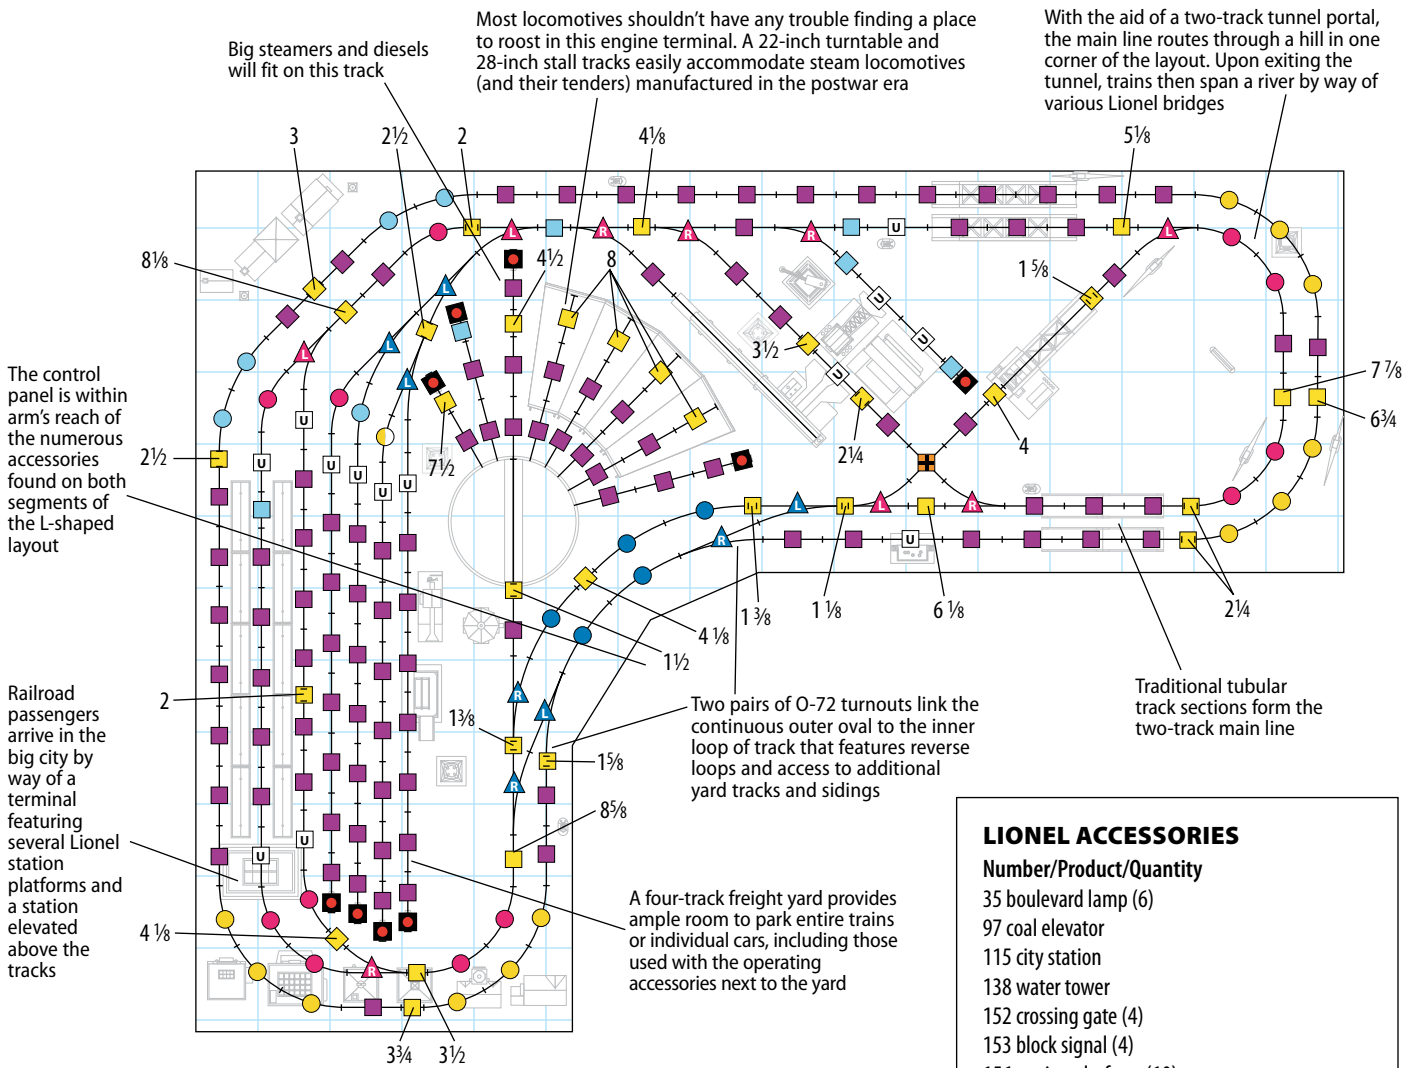 Most locomotives shouldn't have any trouble finding a place
to roost in this engine terminal. A 22-inch turntable and
28-inch stall tracks easily accommodate steam locomotives
(and their tenders) manufactured in the postwar era
With the aid of a two-track tunnel portal,
the main line routes through a hill in one
corner of the layout. Upon exiting the
tunnel, trains then span a river by way of
various Lionel bridges
Big steamers and diesels
will fit on this track
3
2½
2
4⅛
5⅛
L
R
R
R
U
L
8⅛
4½
8
1⅝
L
L
L
L
U
U
3½
U
2¼
4
7⅞
6¾
The control
panel is within
arm's reach of
the numerous
accessories
found on both
segments of
the L-shaped
layout
2½
U
U
U
U
U
U
7½
L
L
R
R
R
U
1⅜
1⅛
6⅛
2¼
4⅛
1½
R
L
R
1⅜
1⅝
8⅝
Two pairs of O-72 turnouts link the
continuous outer oval to the inner
loop of track that features reverse
loops and access to additional
yard tracks and sidings
Traditional tubular
track sections form the
two-track main line
2
Railroad
passengers
arrive in the
big city by
way of a
terminal
featuring
several Lionel
station
platforms and
a station
elevated
above the
tracks
U
U
4⅛
R
3¾
3½
A four-track freight yard provides
ample room to park entire trains
or individual cars, including those
used with the operating
accessories next to the yard
LIONEL ACCESSORIES
Number/Product/Quantity
35 boulevard lamp (6)
97 coal elevator
115 city station
138 water tower
152 crossing gate (4)
153 block signal (4)